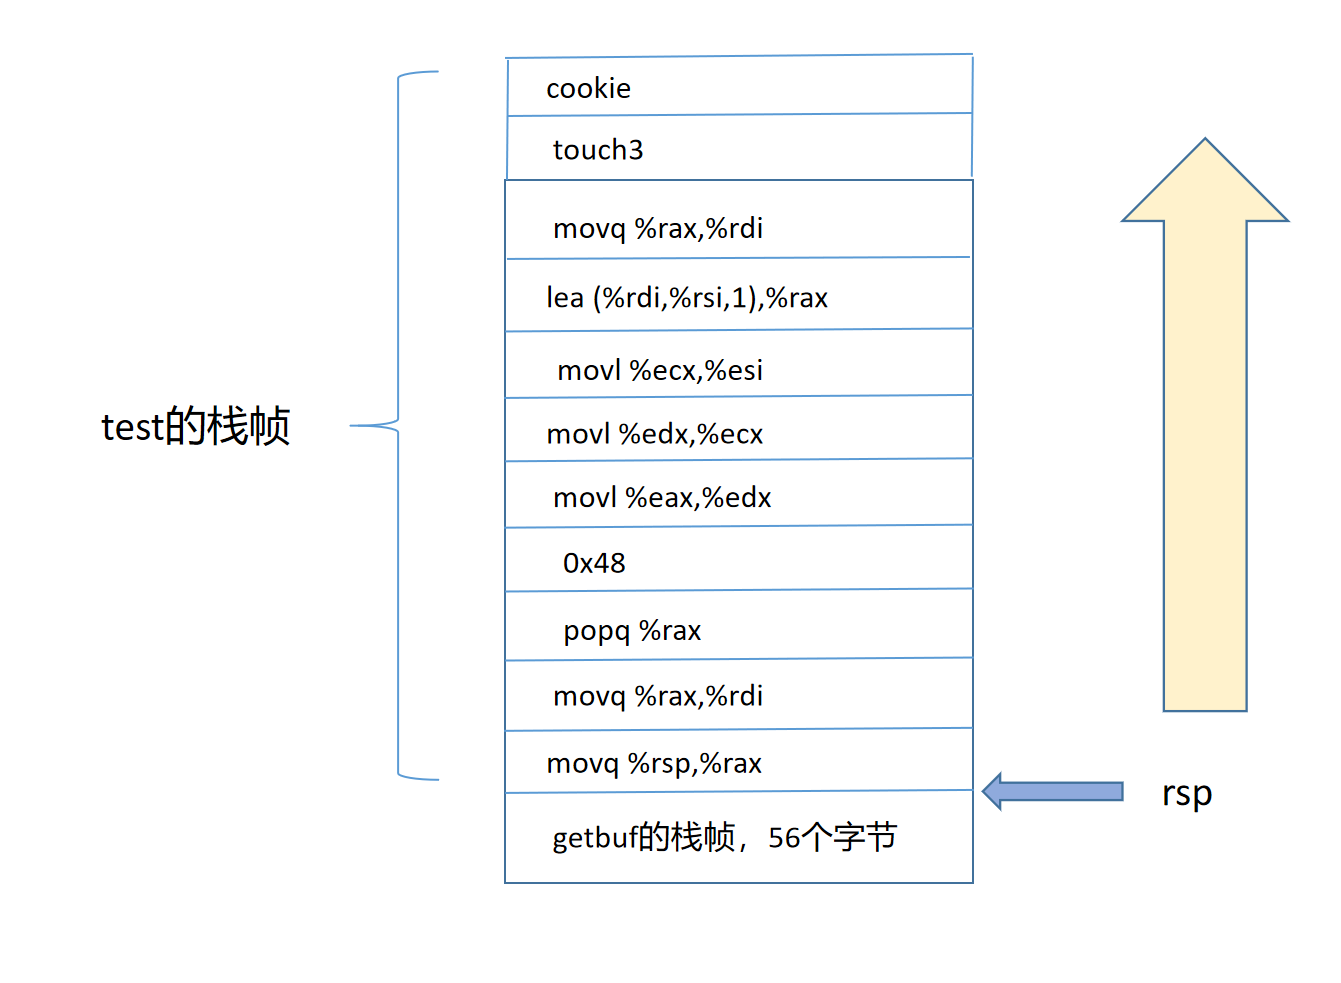 cookie
touch3
movq %rax,%rdi
lea (%rdi,%rsi,1),%rax
movl %ecx,%esi
test的栈帧
movl %edx,%ecx
movl %eax,%edx
0x48
popq %rax
movq %rax,%rdi
movq %rsp,%rax
rsp
getbuf的栈帧，56个字节